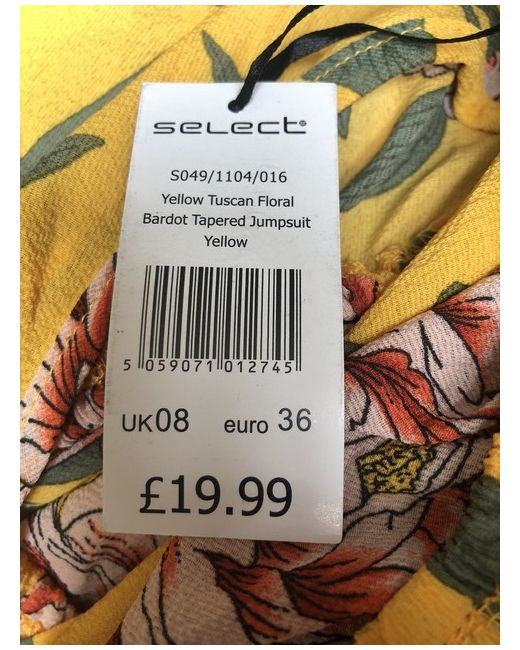 select
S049/1104/016
Yellow Tuscan Floral
Bardot Tapered Jumpsuit
Yellow
5 059071 012745
UK08 euro 36
£19.99